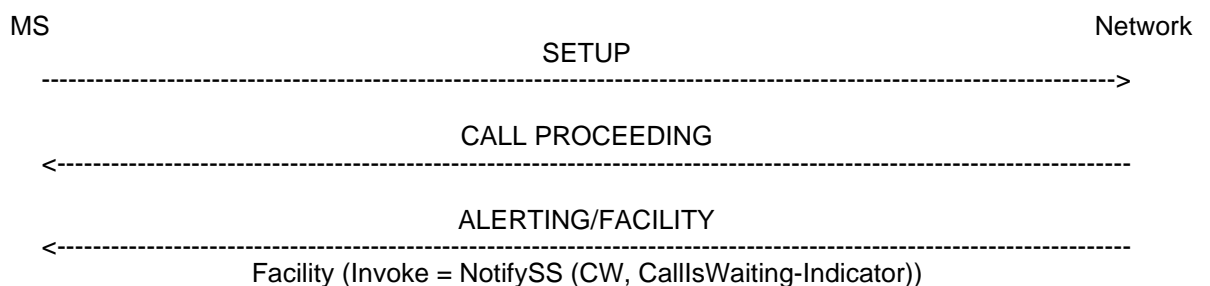 MS Network
SETUP
------------------------------------------------------------------------------------------------------------------------>
CALL PROCEEDING
<------------------------------------------------------------------------------------------------------------------------
ALERTING/FACILITY
<------------------------------------------------------------------------------------------------------------------------
Facility (Invoke = NotifySS (CW, CallIsWaiting-Indicator))